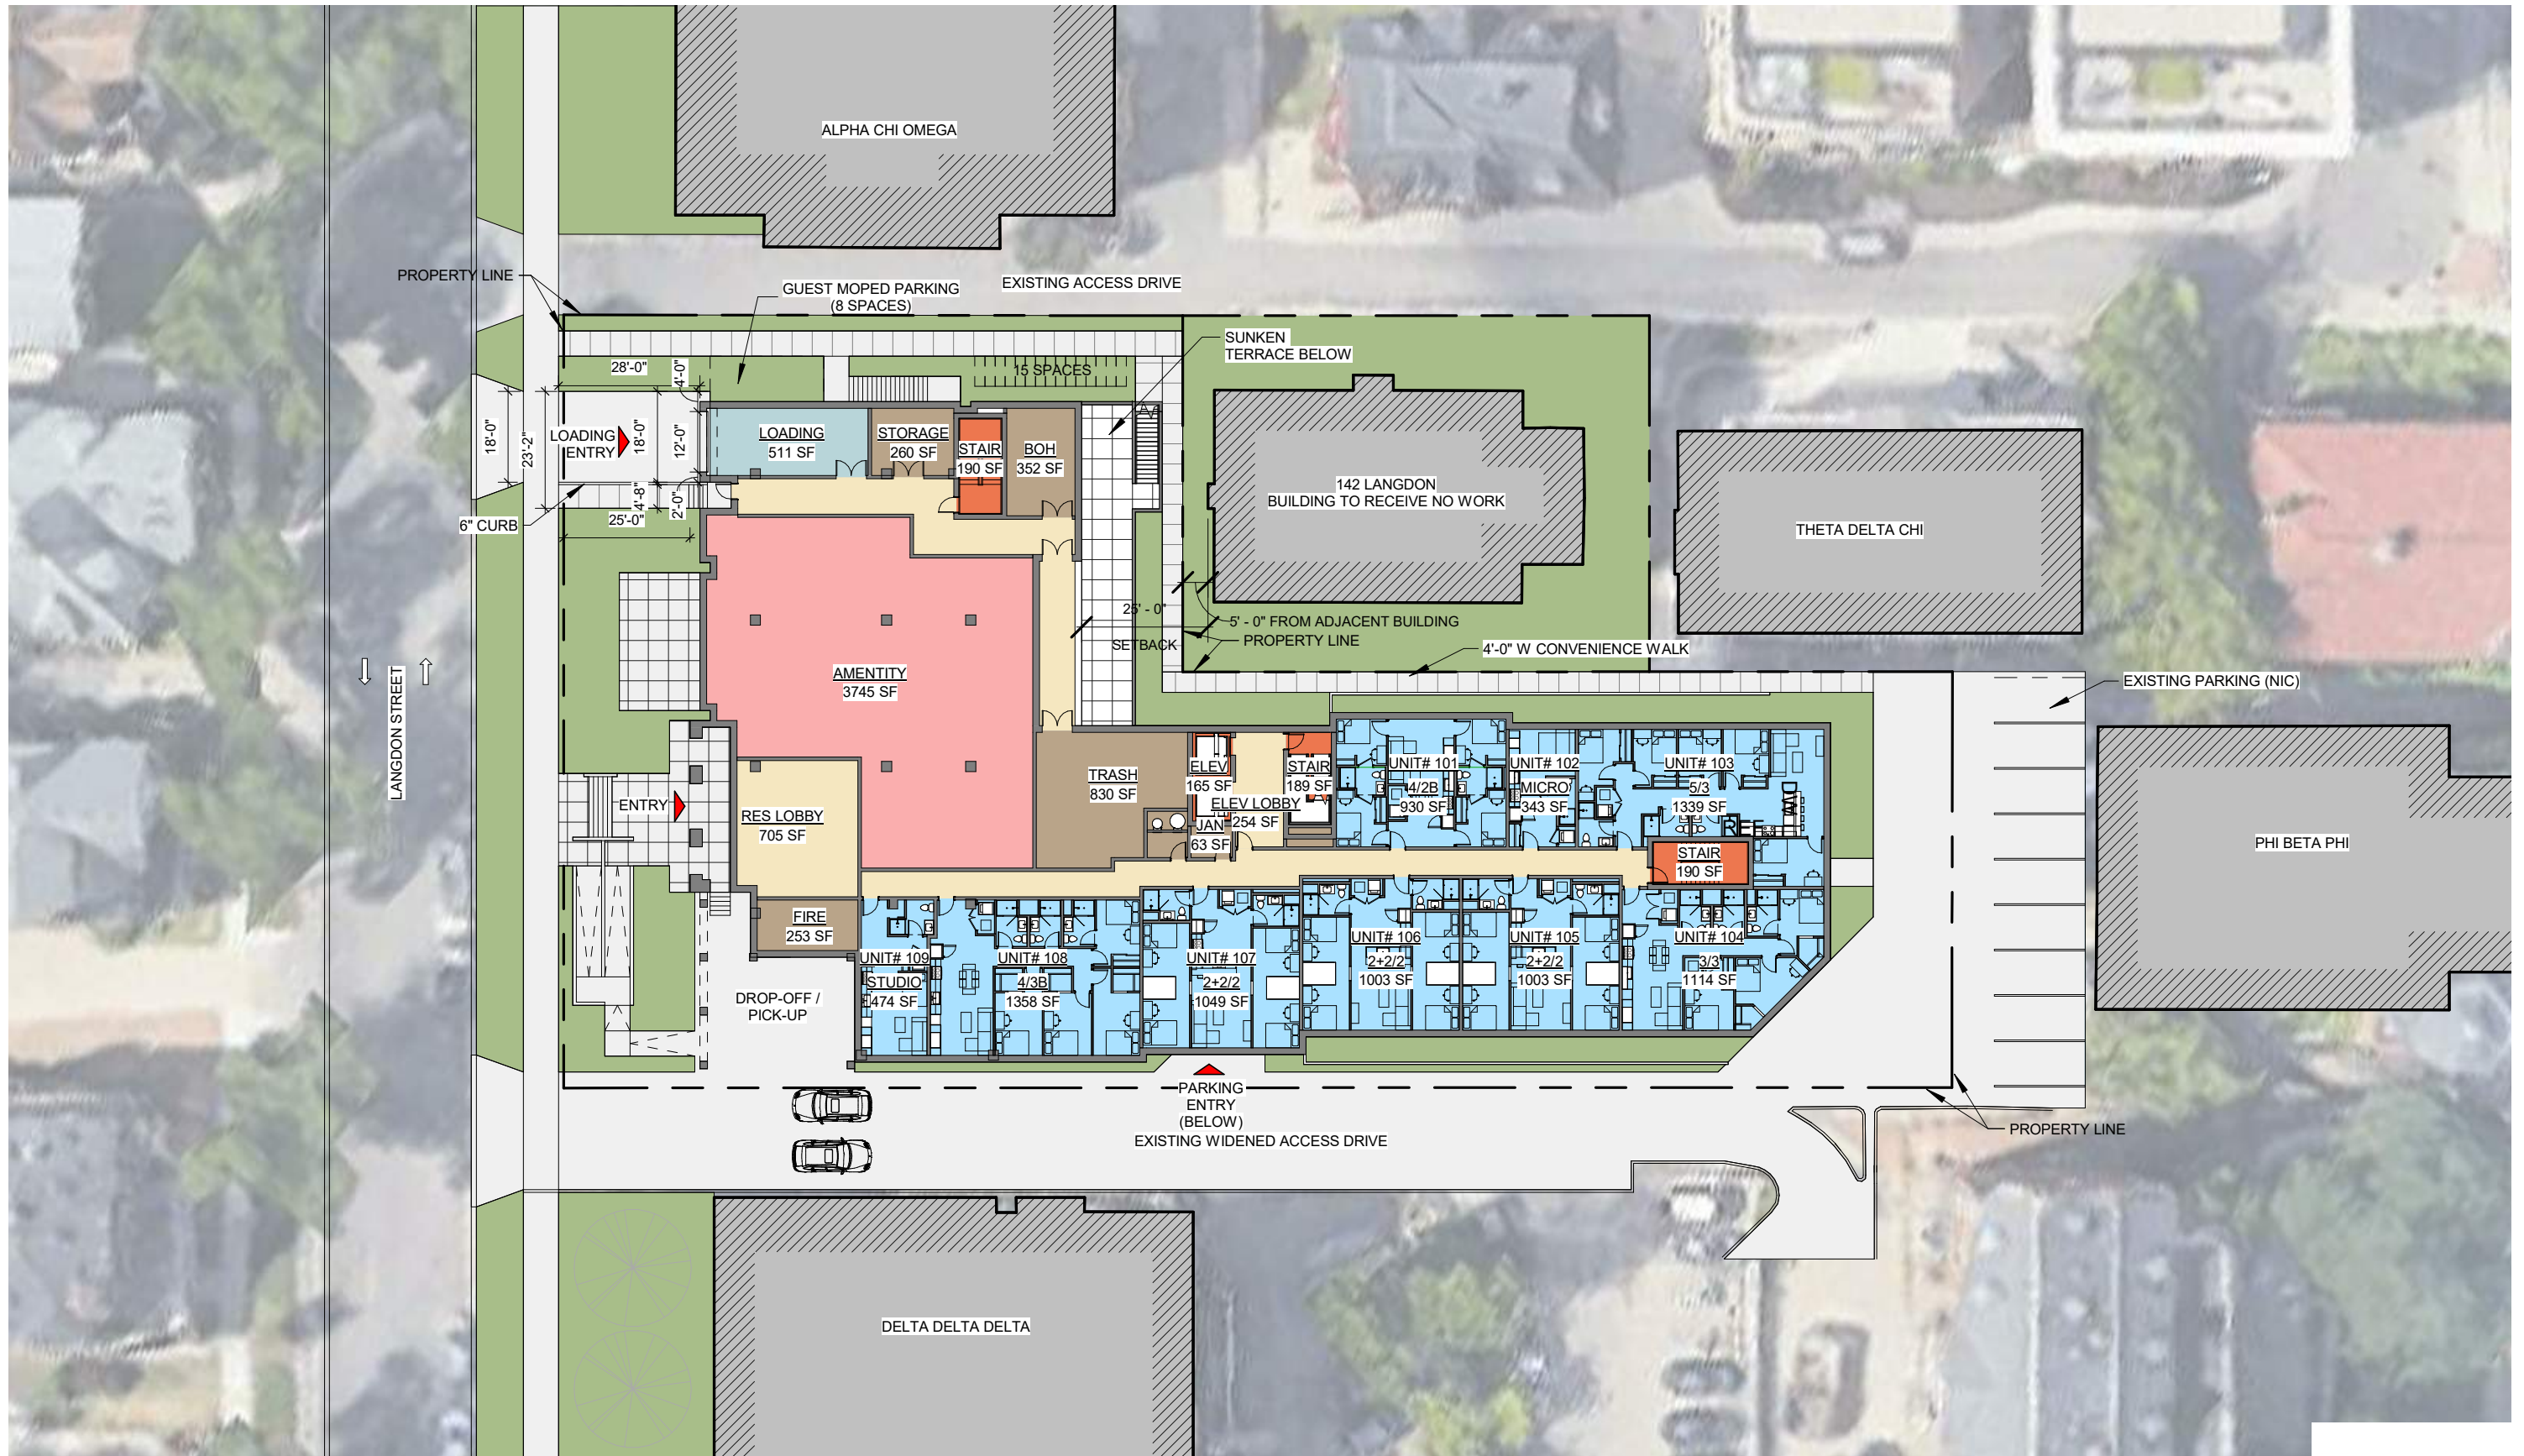 ALPHA CHI OMEGA
PROPERTY LINE
GUEST MOPED PARKING
(8 SPACES)
EXISTING ACCESS DRIVE
SUNKEN
TERRACE BELOW
15 SPACES
28'-0"
4'-0"
18'-0"
23'-2"
LOADING
ENTRY
18'-0"
12'-0"
LOADING
511 SF
STORAGE
260 SF
STAIR
190 SF
BOH
352 SF
142 LANGDON
BUILDING TO RECEIVE NO WORK
THETA DELTA CHI
4'-8"
2'-0"
25'-0"
6" CURB
25' - 0"
SETBACK
5' - 0" FROM ADJACENT BUILDING
PROPERTY LINE
4'-0" W CONVENIENCE WALK
EXISTING PARKING (NIC)
LANGDON STREET
AMENTITY
3745 SF
ENTRY
RES LOBBY
705 SF
TRASH
830 SF
ELEV
165 SF
STAIR
189 SF
ELEV LOBBY
254 SF
JAN
63 SF
UNIT# 101
4/2B
930 SF
UNIT# 102
MICRO
343 SF
UNIT# 103
5/3
1339 SF
STAIR
190 SF
PHI BETA PHI
FIRE
253 SF
UNIT# 109
STUDIO
474 SF
UNIT# 108
4/3B
1358 SF
UNIT# 107
2+2/2
1049 SF
UNIT# 106
2+2/2
1003 SF
UNIT# 105
2+2/2
1003 SF
UNIT# 104
3/3
1114 SF
DROP-OFF /
PICK-UP
PARKING
ENTRY
(BELOW)
EXISTING WIDENED ACCESS DRIVE
PROPERTY LINE
DELTA DELTA DELTA